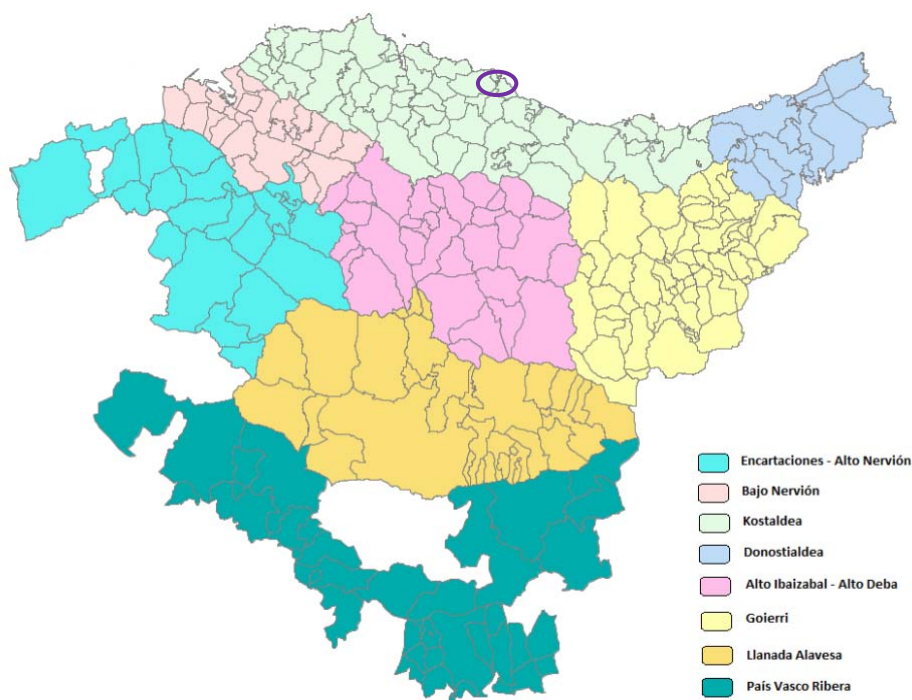 Encartaciones - Alto Nervión
Bajo Nervión
Kostaldea
Donostialdea
Alto Ibaizabal - Alto Deba
Goierri
Llanada Alavesa
País Vasco Ribera